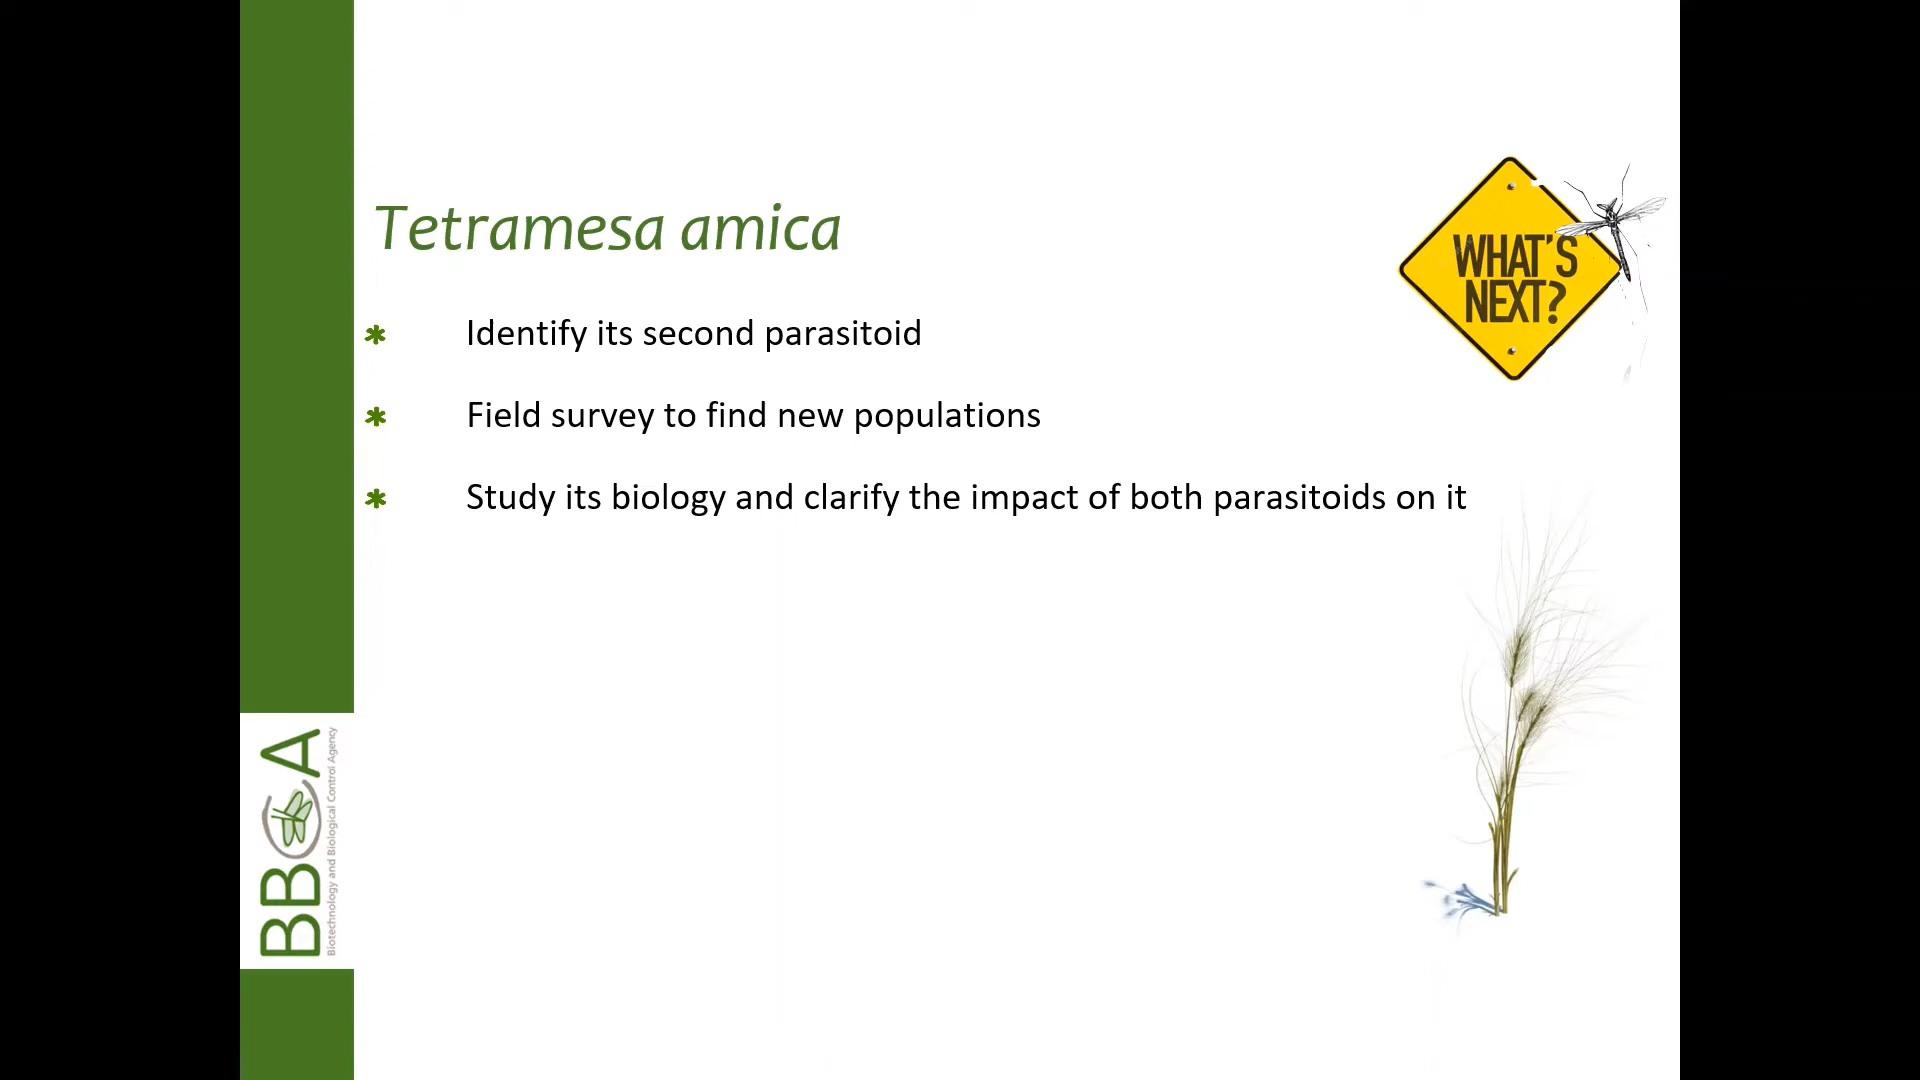 Tetramesa amica
WHAT'S
NEXT?
* Identify its second parasitoid
* Field survey to find new populations
* Study its biology and clarify the impact of both parasitoids on it
BBCA
Biotechnology and Biological Control Agency